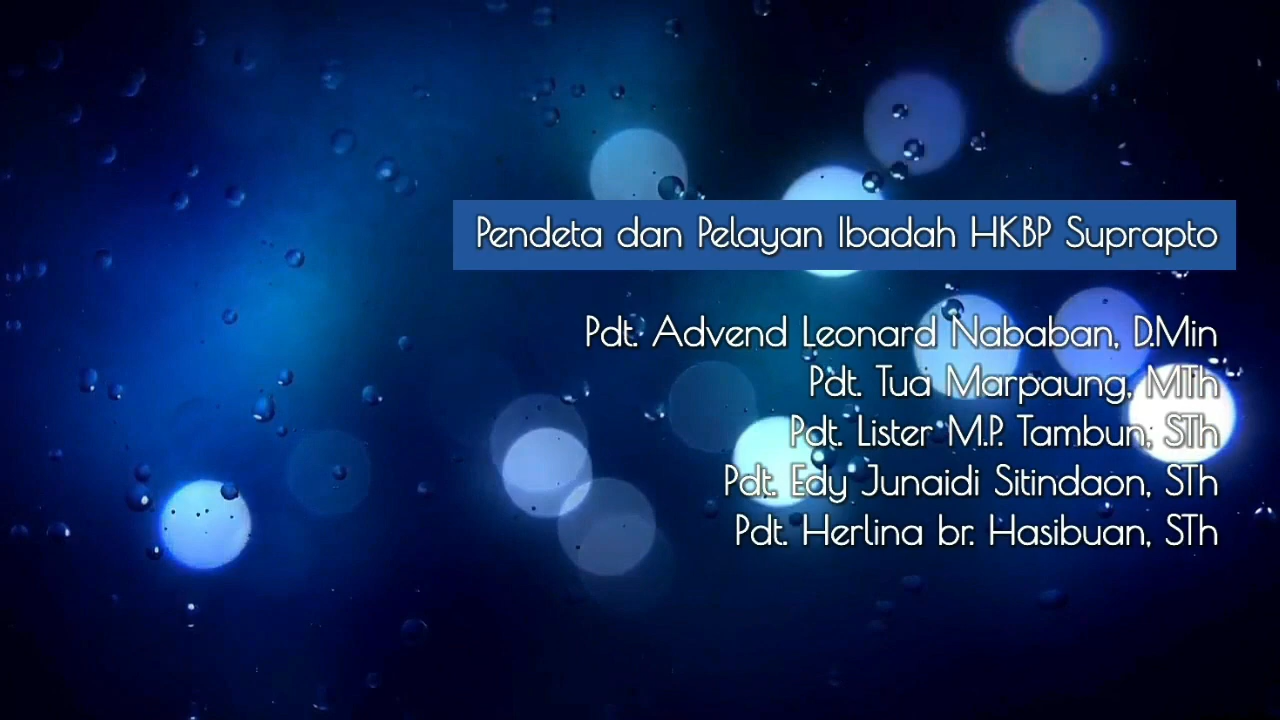 Pendeta dan Pelayan Ibadah HKBP Suprapto
Pdt. Advend Leonard Nababan, D.Min
Pdt. Tua Marpaung, MTh
Pdt. Lister M.P. Tambun, STh
Pdt. Edy Junaidi Sitindaon, STh
Pdt. Herlina br. Hasibuan, STh